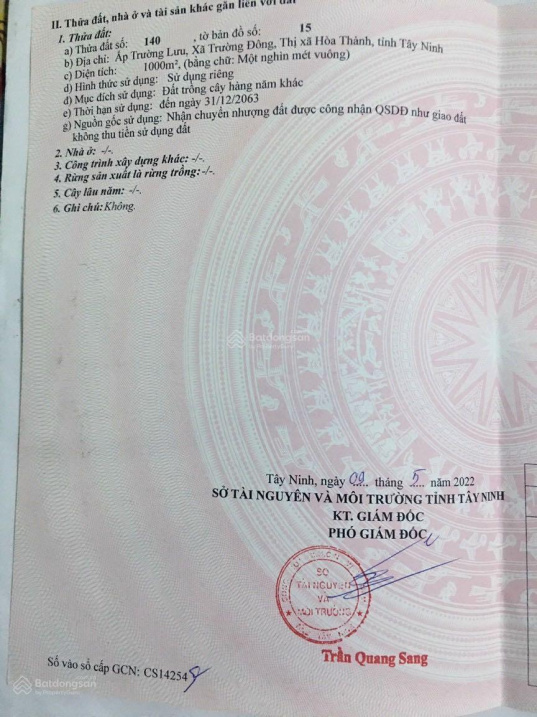 II. Thửa đất, nhà ở và tài sản khác gắn liền với đất
1. Thửa đất:
a) Thửa đất số: 140 , tờ bản đồ số: 15
b) Địa chỉ: Ấp Trường Lưu, Xã Trường Đông, Thị xã Hòa Thành, tỉnh Tây Ninh
c) Diện tích: 1000m², (bằng chữ: Một nghìn mét vuông)
d) Hình thức sử dụng: Sử dụng riêng
đ) Mục đích sử dụng: Đất trồng cây hàng năm khác
e) Thời hạn sử dụng: đến ngày 31/12/2063
g) Nguồn gốc sử dụng: Nhận chuyển nhượng đất được công nhận QSDĐ như giao đất
không thu tiền sử dụng đất
2. Nhà ở: -/-.
3. Công trình xây dựng khác: -/-.
4. Rừng sản xuất là rừng trồng: -/-.
5. Cây lâu năm: -/-.
6. Ghi chú: Không.
Batdongsan
Tây Ninh, ngày 09 tháng 5 năm 2022
SỞ TÀI NGUYÊN VÀ MÔI TRƯỜNG TỈNH TÂY NINH
KT. GIÁM ĐỐC
PHÓ GIÁM ĐỐC
SỞ
TÀI NGUYÊN
VÀ
MÔI TRƯỜNG
Trần Quang Sang
Số vào sổ cấp GCN: CS14254
Batdongsan